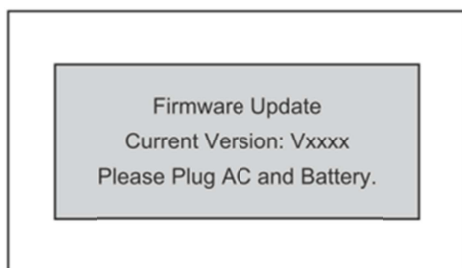 Firmware Update
Current Version: Vxxxx
Please Plug AC and Battery.